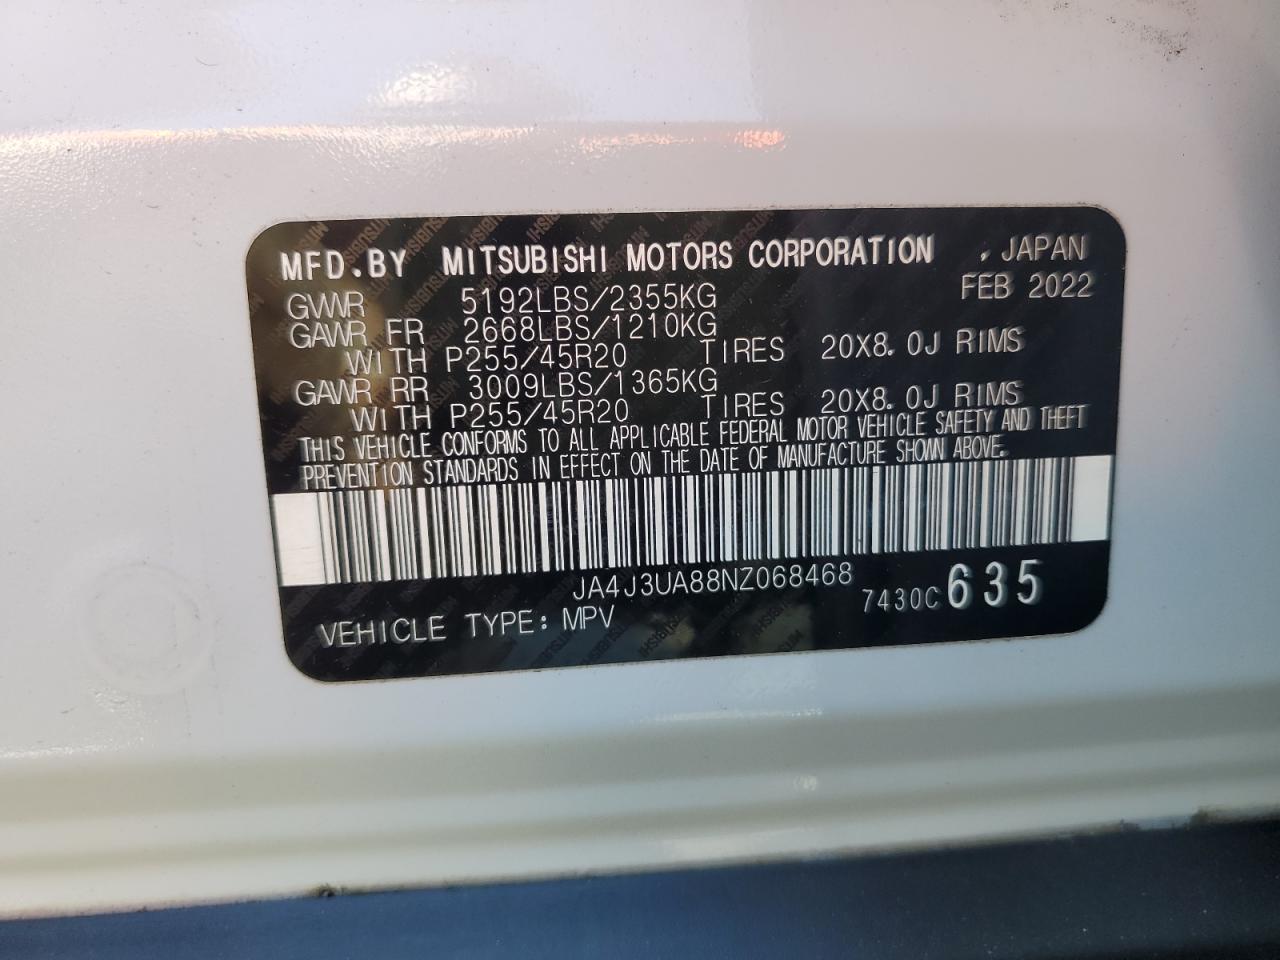 MFD.BY MITSUBISHI MOTORS CORPORATION , JAPAN
GVWR 5192LBS/2355KG FEB 2022
GAWR FR 2668LBS/1210KG
WITH P255/45R20 TIRES 20X8.0J RIMS
GAWR RR 3009LBS/1365KG
WITH P255/45R20 TIRES 20X8.0J RIMS
THIS VEHICLE CONFORMS TO ALL APPLICABLE FEDERAL MOTOR VEHICLE SAFETY AND THEFT
PREVENTION STANDARDS IN EFFECT ON THE DATE OF MANUFACTURE SHOWN ABOVE.
JA4J3UA88NZ068468
7430C 635
VEHICLE TYPE: MPV